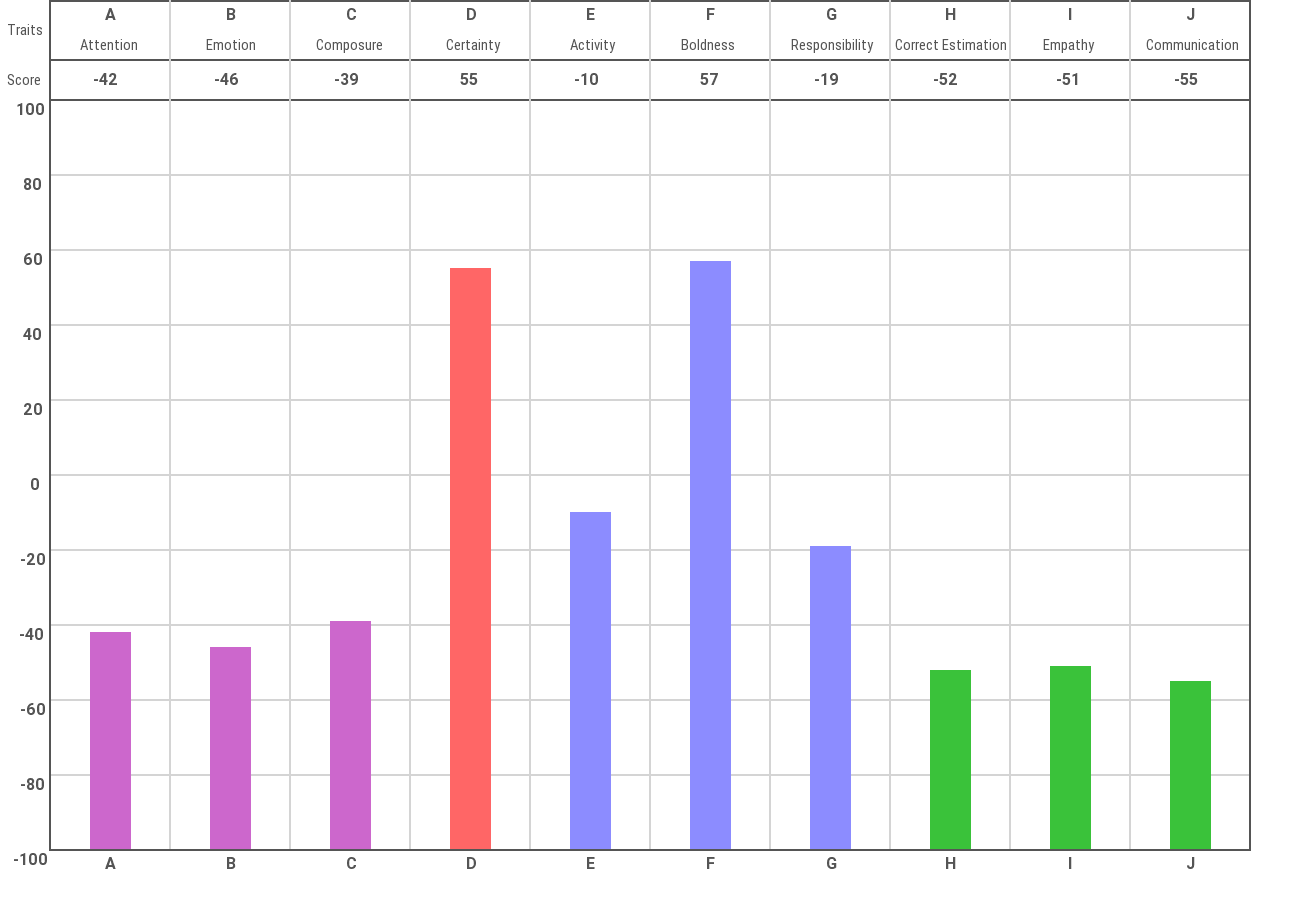 Traits A B C D E F G H I J
Attention Emotion Composure Certainty Activity Boldness Responsibility Correct Estimation Empathy Communication
Score -42 -46 -39 55 -10 57 -19 -52 -51 -55
100
80
60
40
20
0
-20
-40
-60
-80
-100
A B C D E F G H I J